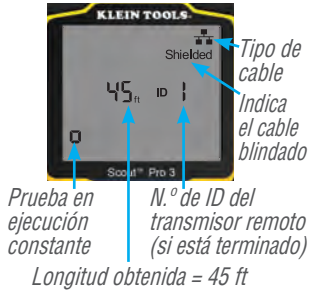 KLEIN TOOLS®
Shielded
45 ft ID 1
Scout™ Pro 3
Tipo de
cable
Indica
el cable
blindado
Prueba en
ejecución
constante
N.º de ID del
transmisor remoto
(si está terminado)
Longitud obtenida = 45 ft